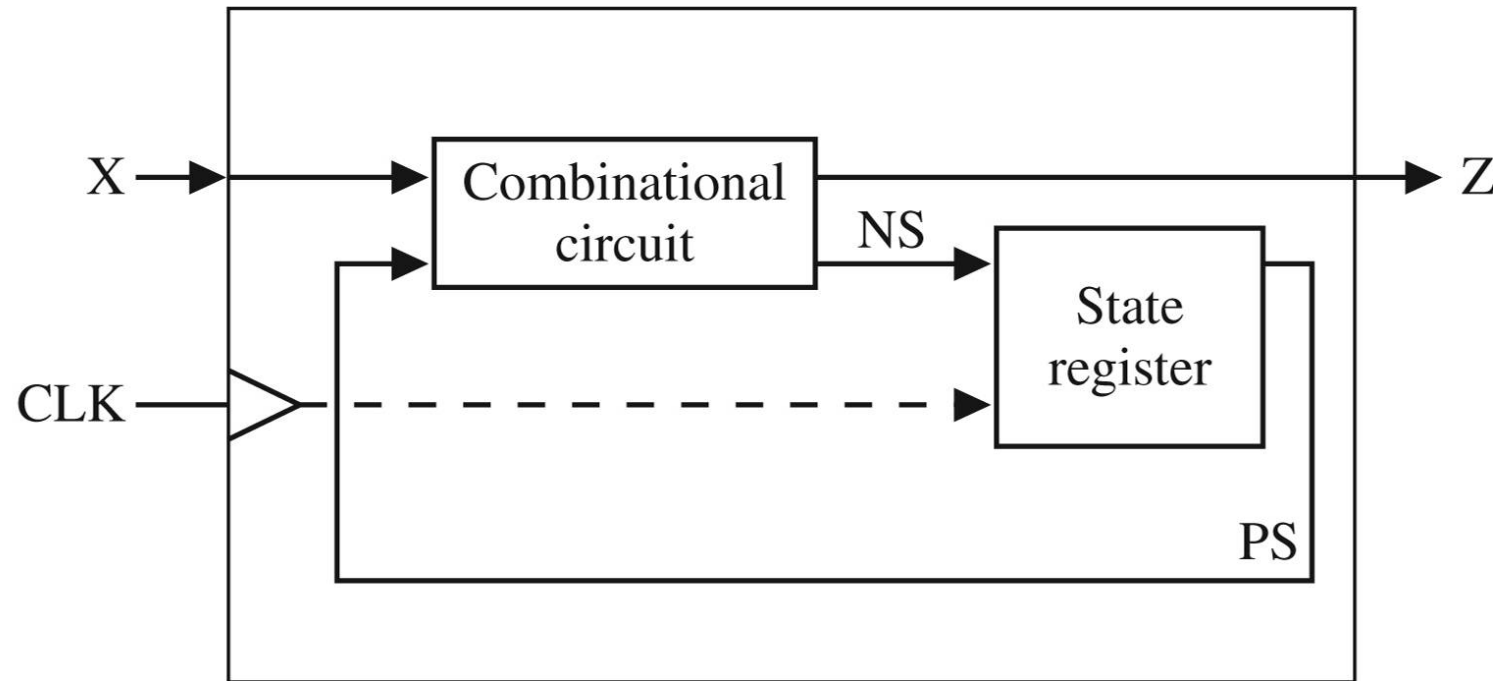 X
Combinational
circuit
Z
NS
State
register
CLK
PS